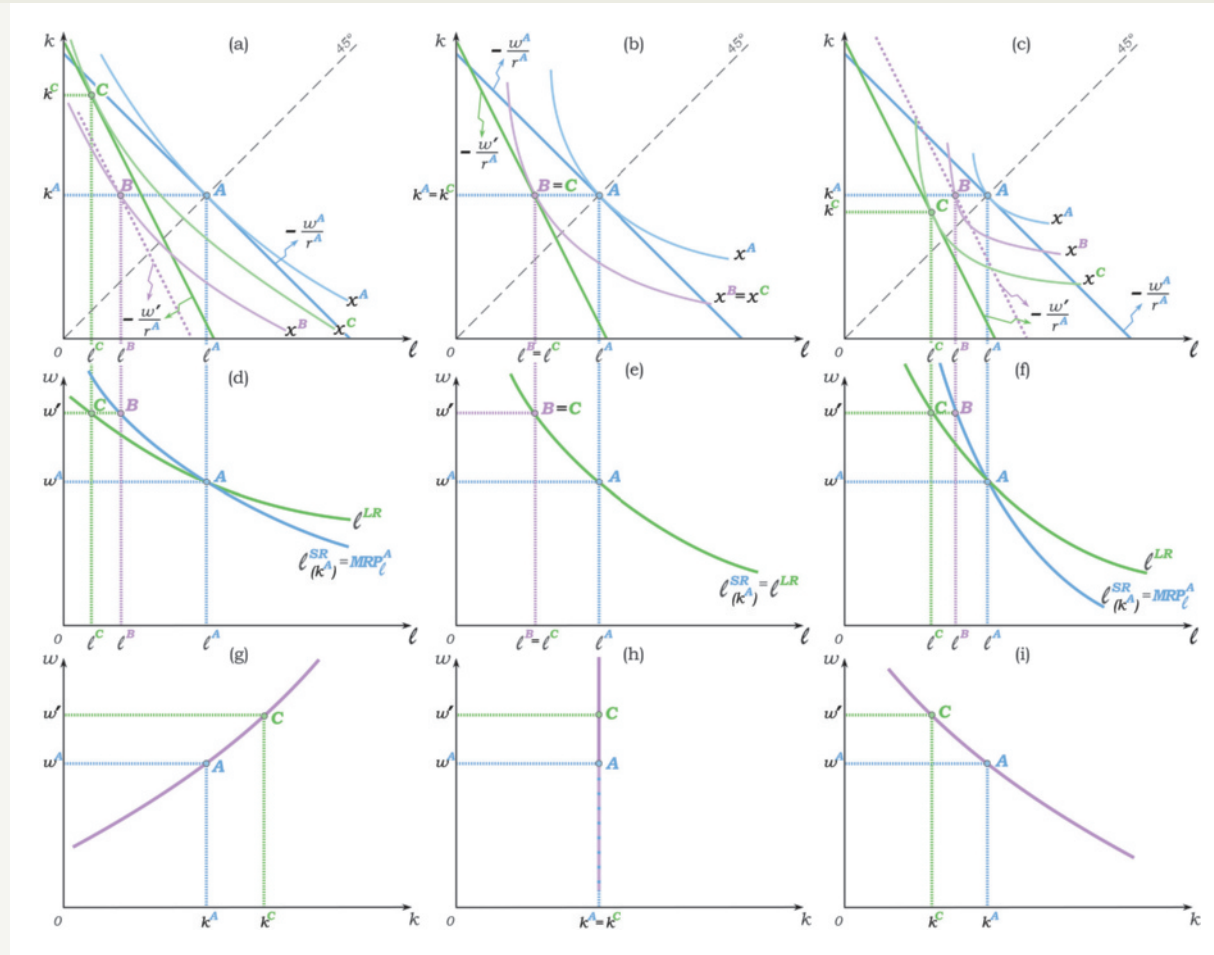 (a)
k
45°
k^C
C
k^A
B
A
− w^A/r^A
− w′/r^A
x^A
x^B
x^C
0
ℓ^C
ℓ^B
ℓ^A
ℓ
(b)
k
45°
− w^A/r^A
− w′/r^A
k^A=k^C
B=C
A
x^A
x^B=x^C
0
ℓ^B=ℓ^C
ℓ^A
ℓ
(c)
k
45°
k^A
k^C
B
A
C
x^A
x^B
x^C
− w^A/r^A
− w′/r^A
0
ℓ^C
ℓ^B
ℓ^A
ℓ
(d)
w
w′
C
B
w^A
A
ℓ^LR
ℓ^SR_(k^A)=MRP^A_ℓ
0
ℓ^C
ℓ^B
ℓ^A
ℓ
(e)
w
w′
B=C
w^A
A
ℓ^SR_(k^A)=ℓ^LR
0
ℓ^B=ℓ^C
ℓ^A
ℓ
(f)
w
w′
C
B
w^A
A
ℓ^LR
ℓ^SR_(k^A)=MRP^A_ℓ
0
ℓ^C
ℓ^B
ℓ^A
ℓ
(g)
w
w′
C
w^A
A
0
k^A
k^C
k
(h)
w
w′
C
w^A
A
0
k^A=k^C
k
(i)
w
w′
C
w^A
A
0
k^C
k^A
k